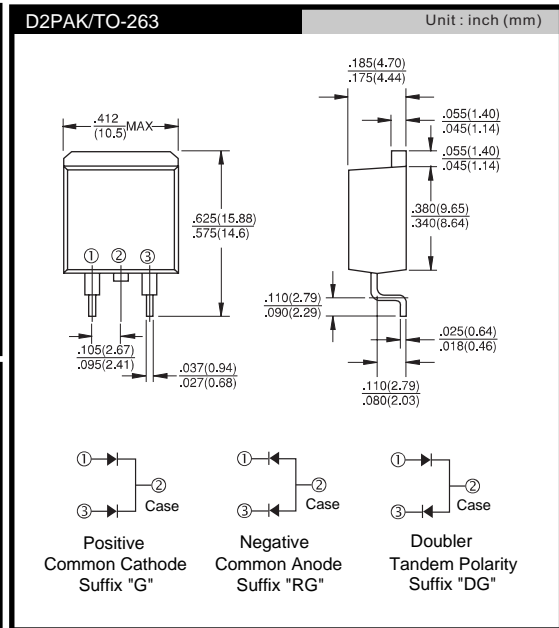 D2PAK/TO-263
Unit : inch (mm)
.412
(10.5)
MAX
.625(15.88)
.575(14.6)
① ② ③
.105(2.67)
.095(2.41)
.037(0.94)
.027(0.68)
.185(4.70)
.175(4.44)
.055(1.40)
.045(1.14)
.055(1.40)
.045(1.14)
.380(9.65)
.340(8.64)
.110(2.79)
.090(2.29)
.025(0.64)
.018(0.46)
.110(2.79)
.080(2.03)
①
②
③
Case
Positive
Common Cathode
Suffix "G"
①
②
③
Case
Negative
Common Anode
Suffix "RG"
①
②
③
Case
Doubler
Tandem Polarity
Suffix "DG"